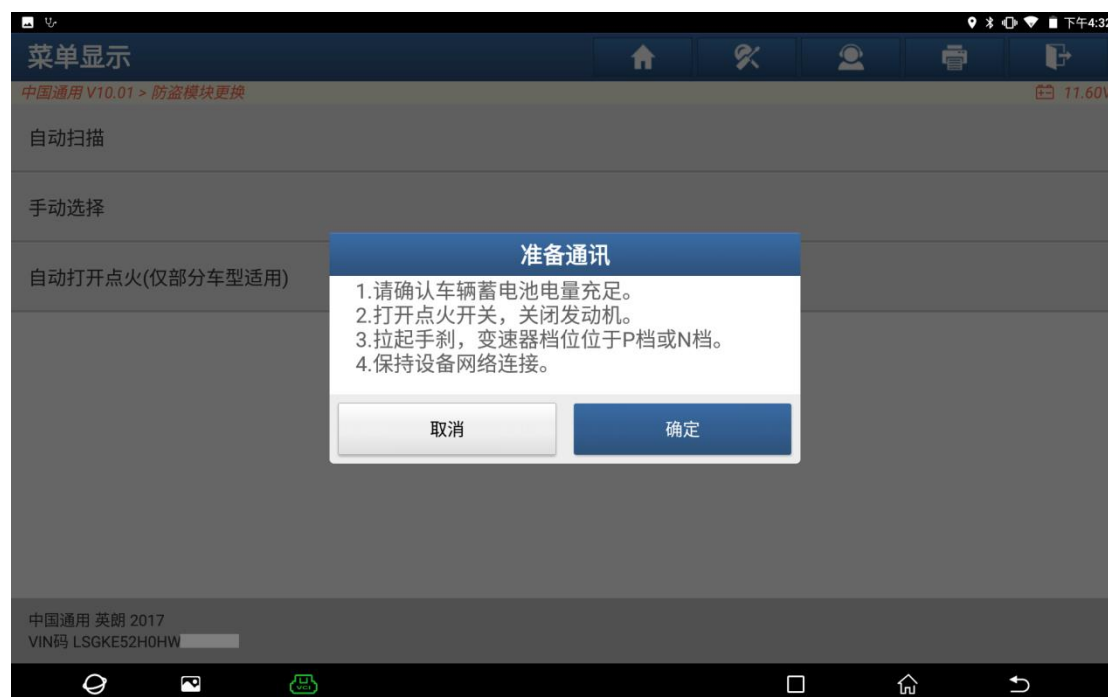 下午4:32
菜单显示
中国通用 V10.01 > 防盗模块更换
11.60V
自动扫描
手动选择
自动打开点火(仅部分车型适用)
准备通讯
1.请确认车辆蓄电池电量充足。
2.打开点火开关，关闭发动机。
3.拉起手刹，变速器档位位于P档或N档。
4.保持设备网络连接。
取消
确定
中国通用 英朗 2017
VIN码 LSGKE52H0HW
VCI